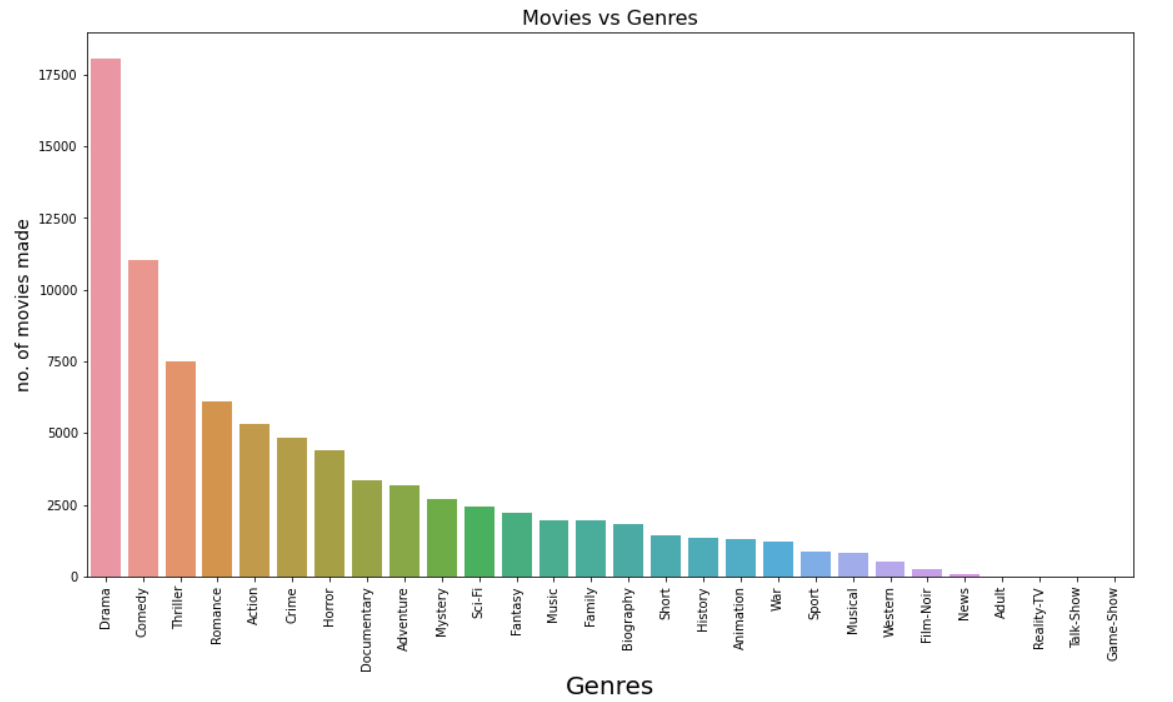 Movies vs Genres
no. of movies made
17500
15000
12500
10000
7500
5000
2500
0
Drama
Comedy
Thriller
Romance
Action
Crime
Horror
Documentary
Adventure
Mystery
Sci-Fi
Fantasy
Music
Family
Biography
Short
History
Animation
War
Sport
Musical
Western
Film-Noir
News
Adult
Reality-TV
Talk-Show
Game-Show
Genres